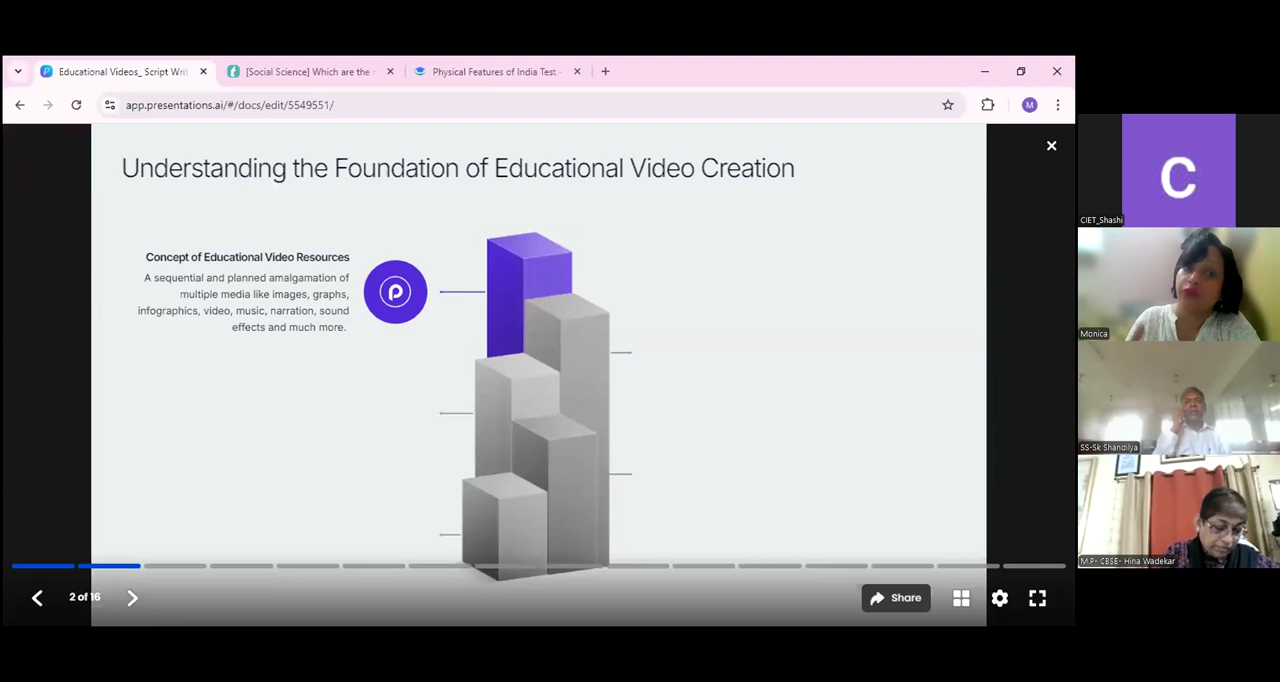 Educational Videos_ Script Writ
[Social Science] Which are the r
Physical Features of India Test -
app.presentations.ai/#/docs/edit/5549551/
M
Understanding the Foundation of Educational Video Creation
Concept of Educational Video Resources
A sequential and planned amalgamation of
multiple media like images, graphs,
infographics, video, music, narration, sound
effects and much more.
2 of 16
Share
C
CIET_Shashi
Monica
SS-Sk Shandilya
M.P- CBSE- Hina Wadekar